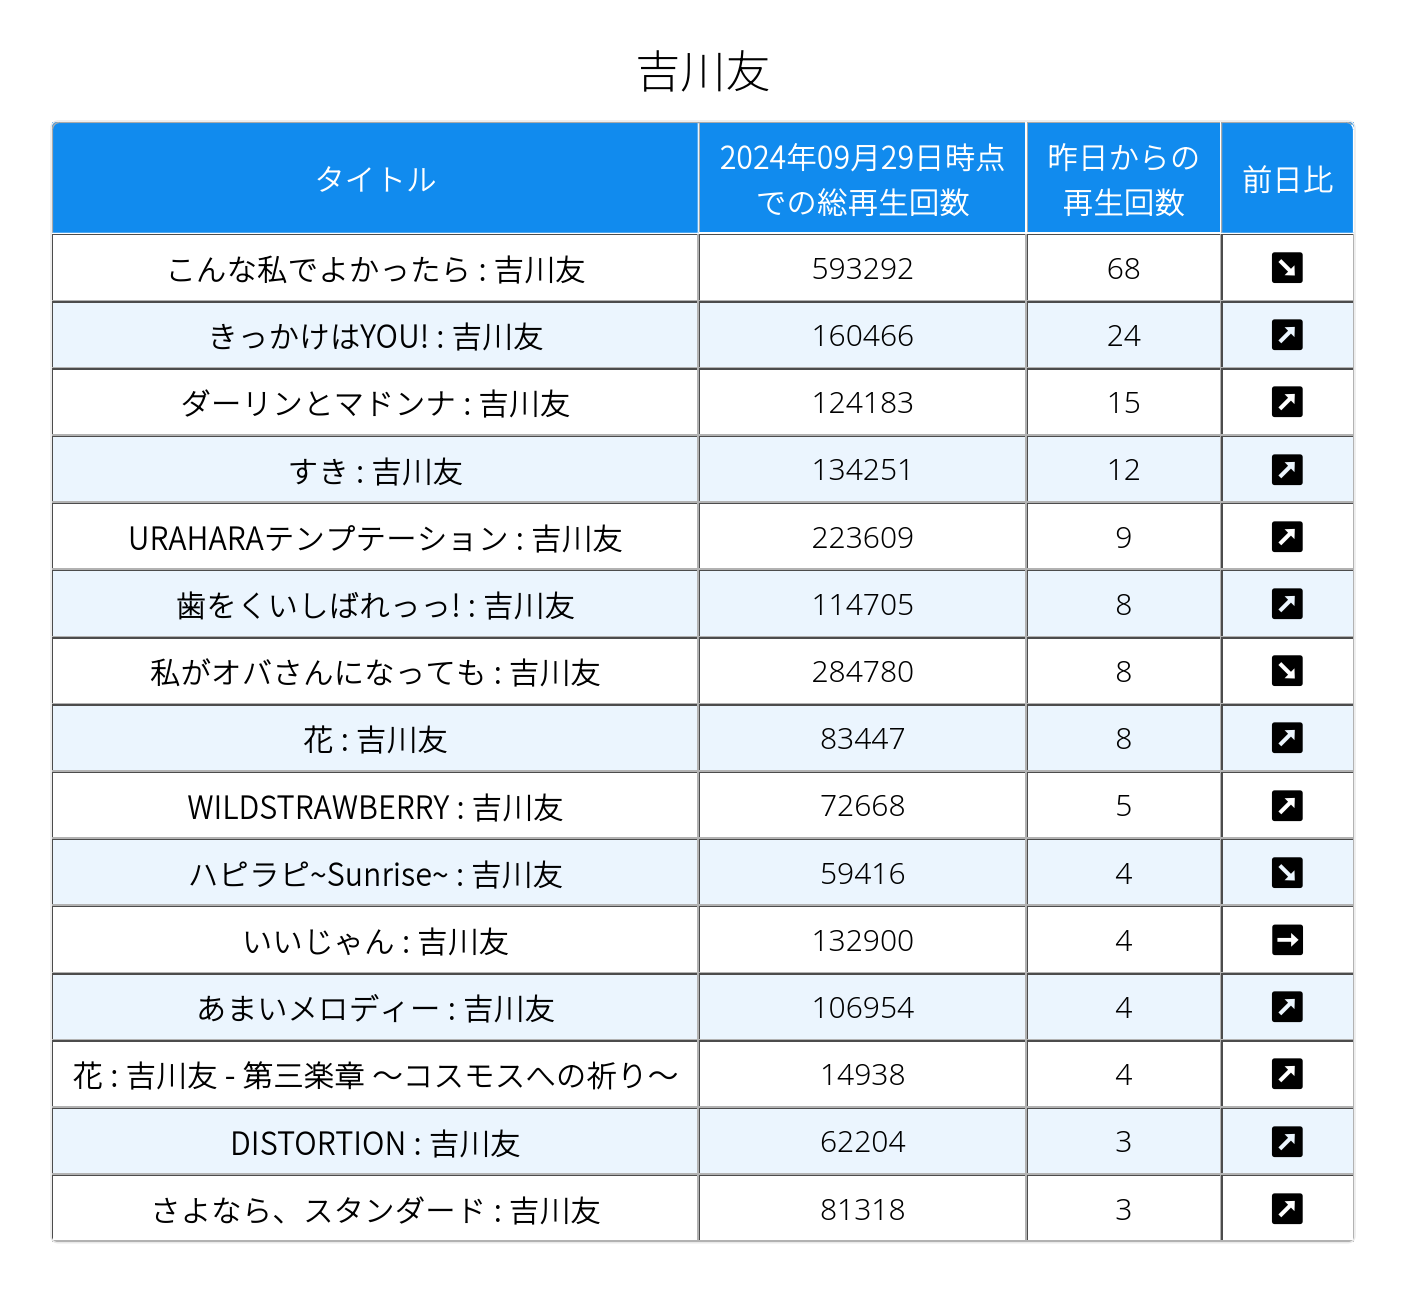 吉川友
タイトル 2024年09月29日時点での総再生回数 昨日からの再生回数 前日比
こんな私でよかったら : 吉川友 593292 68
きっかけはYOU! : 吉川友 160466 24
ダーリンとマドンナ : 吉川友 124183 15
すき : 吉川友 134251 12
URAHARAテンプテーション : 吉川友 223609 9
歯をくいしばれっっ! : 吉川友 114705 8
私がオバさんになっても : 吉川友 284780 8
花 : 吉川友 83447 8
WILDSTRAWBERRY : 吉川友 72668 5
ハピラピ~Sunrise~ : 吉川友 59416 4
いいじゃん : 吉川友 132900 4
あまいメロディー : 吉川友 106954 4
花 : 吉川友 - 第三楽章 〜コスモスへの祈り〜 14938 4
DISTORTION : 吉川友 62204 3
さよなら、スタンダード : 吉川友 81318 3